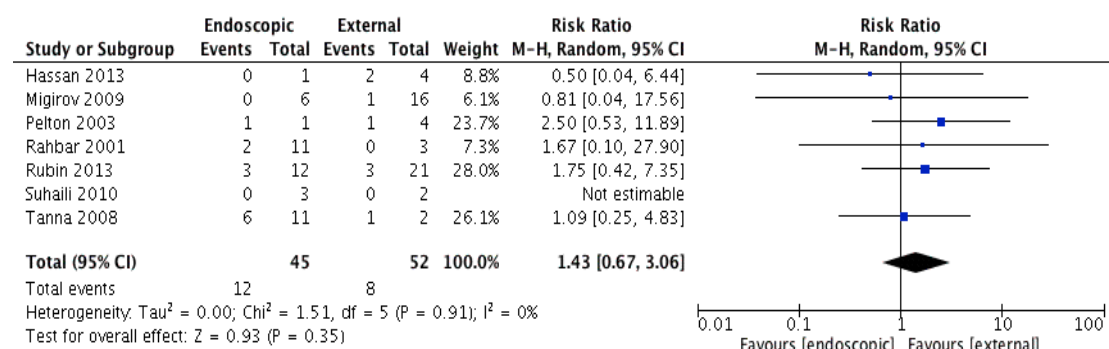 Endoscopic External Risk Ratio Risk Ratio
Study or Subgroup Events Total Events Total Weight M-H, Random, 95% CI M-H, Random, 95% CI
Hassan 2013 0 1 2 4 8.8% 0.50 [0.04, 6.44]
Migirov 2009 0 6 1 16 6.1% 0.81 [0.04, 17.56]
Pelton 2003 1 1 1 4 23.7% 2.50 [0.53, 11.89]
Rahbar 2001 2 11 0 3 7.3% 1.67 [0.10, 27.90]
Rubin 2013 3 12 3 21 28.0% 1.75 [0.42, 7.35]
Suhaili 2010 0 3 0 2 Not estimable
Tanna 2008 6 11 1 2 26.1% 1.09 [0.25, 4.83]
Total (95% CI) 45 52 100.0% 1.43 [0.67, 3.06]
Total events 12 8
Heterogeneity: Tau² = 0.00; Chi² = 1.51, df = 5 (P = 0.91); I² = 0%
Test for overall effect: Z = 0.93 (P = 0.35)
0.01 0.1 1 10 100
Favours [endoscopic] Favours [external]